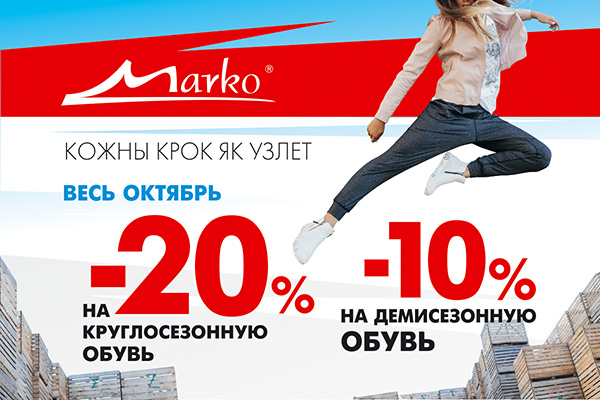 Marko®
КОЖНЫ КРОК ЯК УЗЛЕТ
ВЕСЬ ОКТЯБРЬ
-20%
НА
КРУГЛОСЕЗОННУЮ
ОБУВЬ
-10%
НА ДЕМИСЕЗОННУЮ
ОБУВЬ